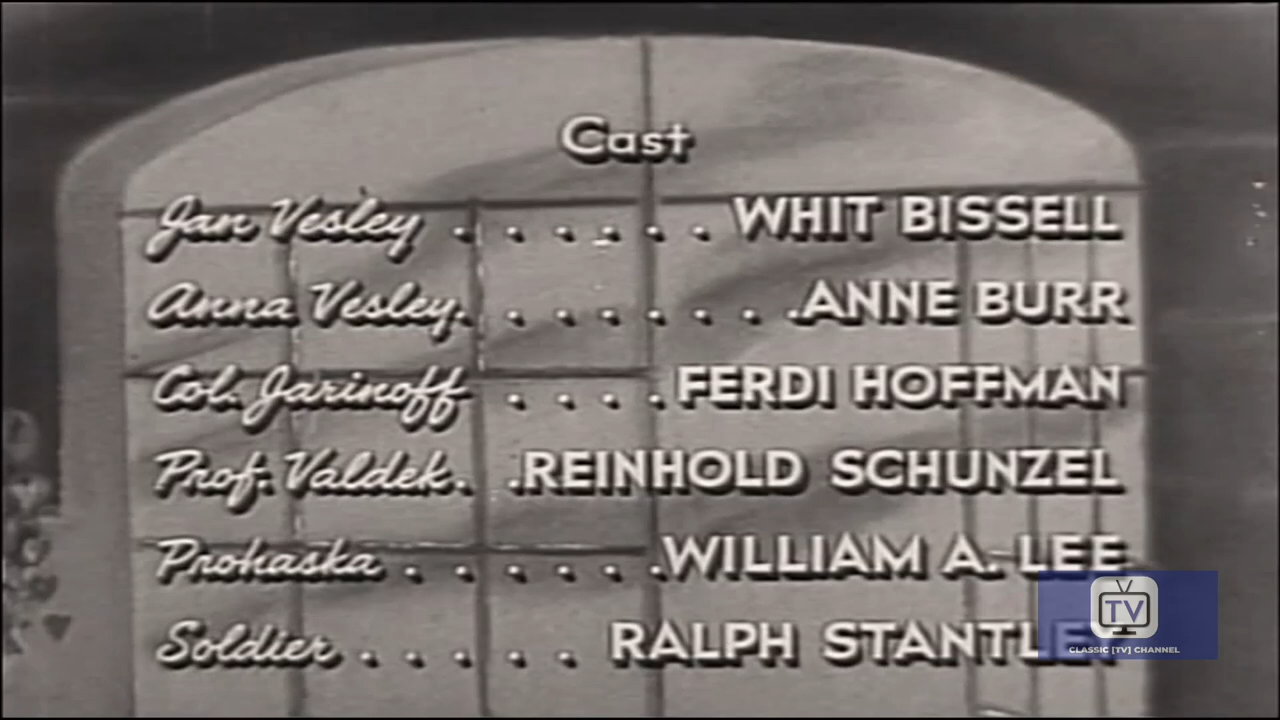 Cast
Jan Vesley . . . . . . WHIT BISSELL
Anna Vesley. . . . . . . .ANNE BURR
Col. Jarinoff . . . . FERDI HOFFMAN
Prof. Valdek. .REINHOLD SCHUNZEL
Prohaska . . . . . .WILLIAM A. LEE
Soldier . . . . . RALPH STANTLEY
TV
CLASSIC [TV] CHANNEL